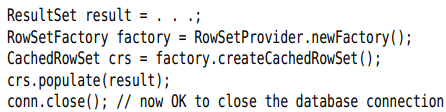 ResultSet result = . . .;
RowSetFactory factory = RowSetProvider.newFactory();
CachedRowSet crs = factory.createCachedRowSet();
crs.populate(result);
conn.close(); // now OK to close the database connection